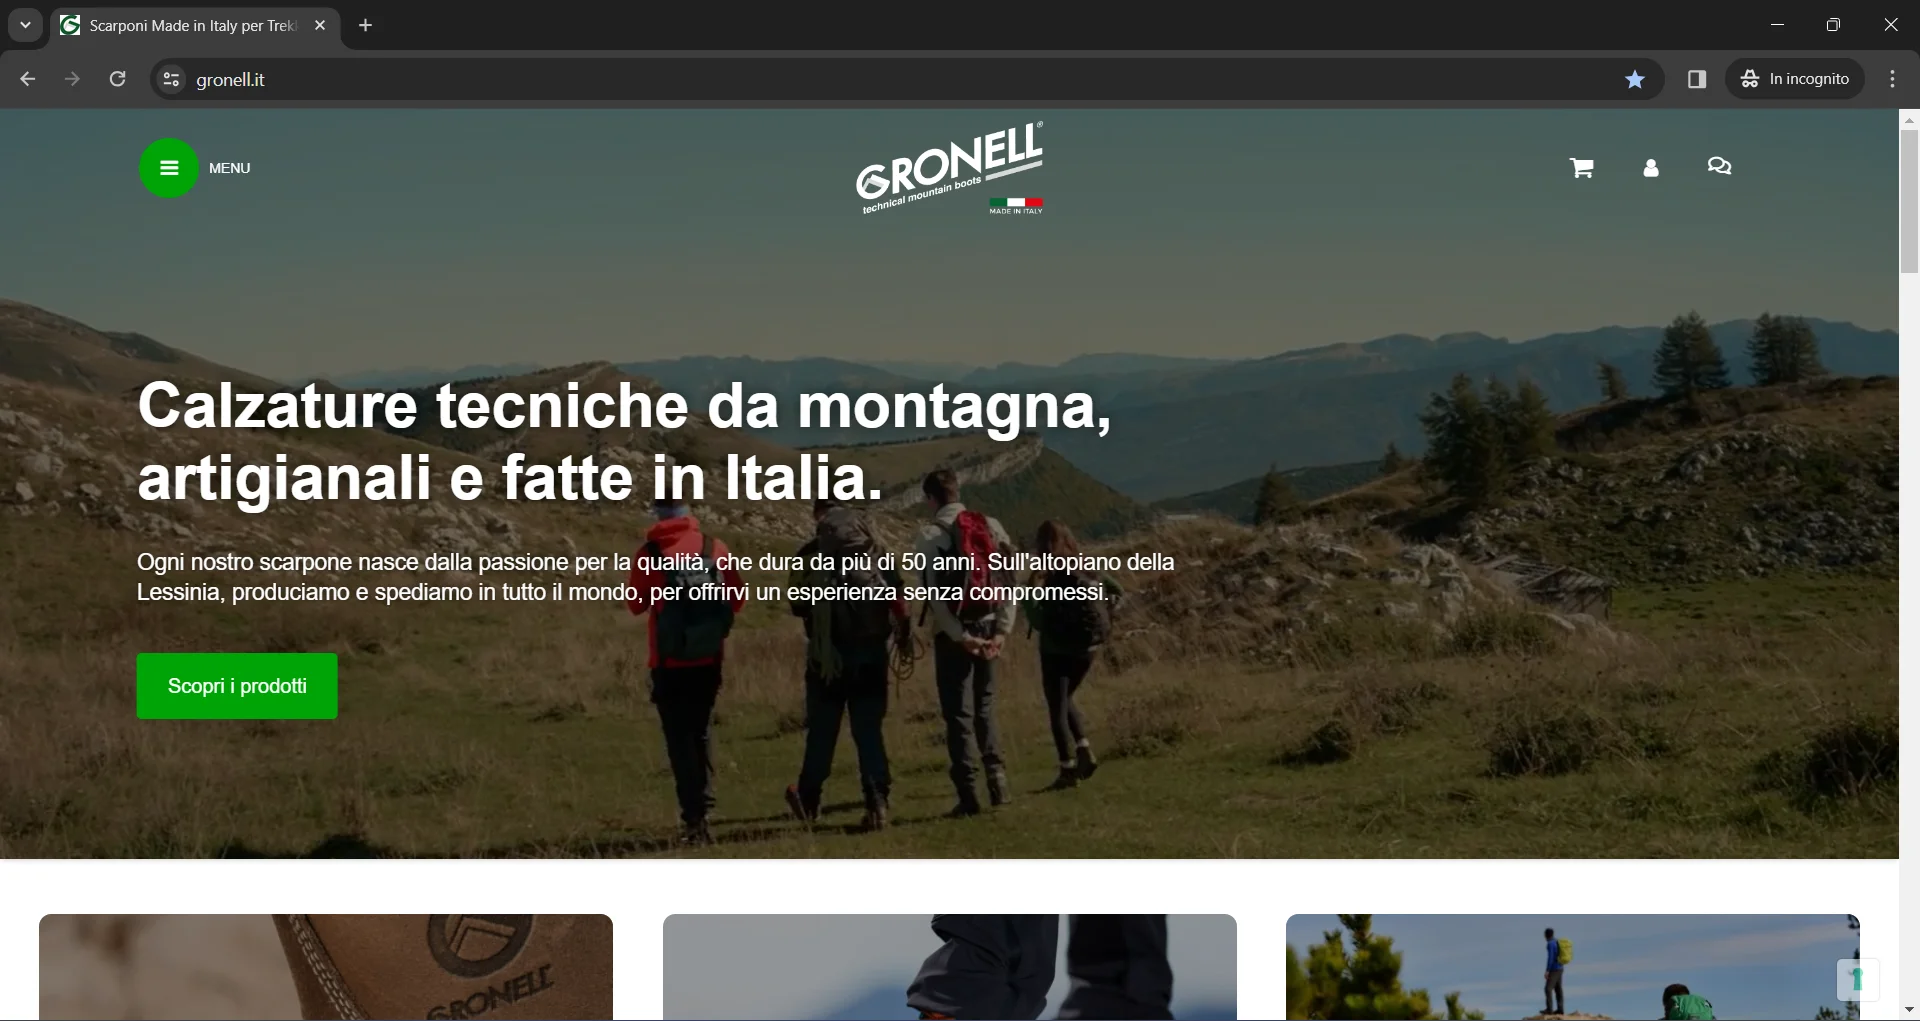 Scarponi Made in Italy per Trek
gronell.it
In incognito
MENU
GRONELL®
technical mountain boots
MADE IN ITALY
Calzature tecniche da montagna,
artigianali e fatte in Italia.
Ogni nostro scarpone nasce dalla passione per la qualità, che dura da più di 50 anni. Sull'altopiano della
Lessinia, produciamo e spediamo in tutto il mondo, per offrirvi un esperienza senza compromessi.
Scopri i prodotti
GRONELL